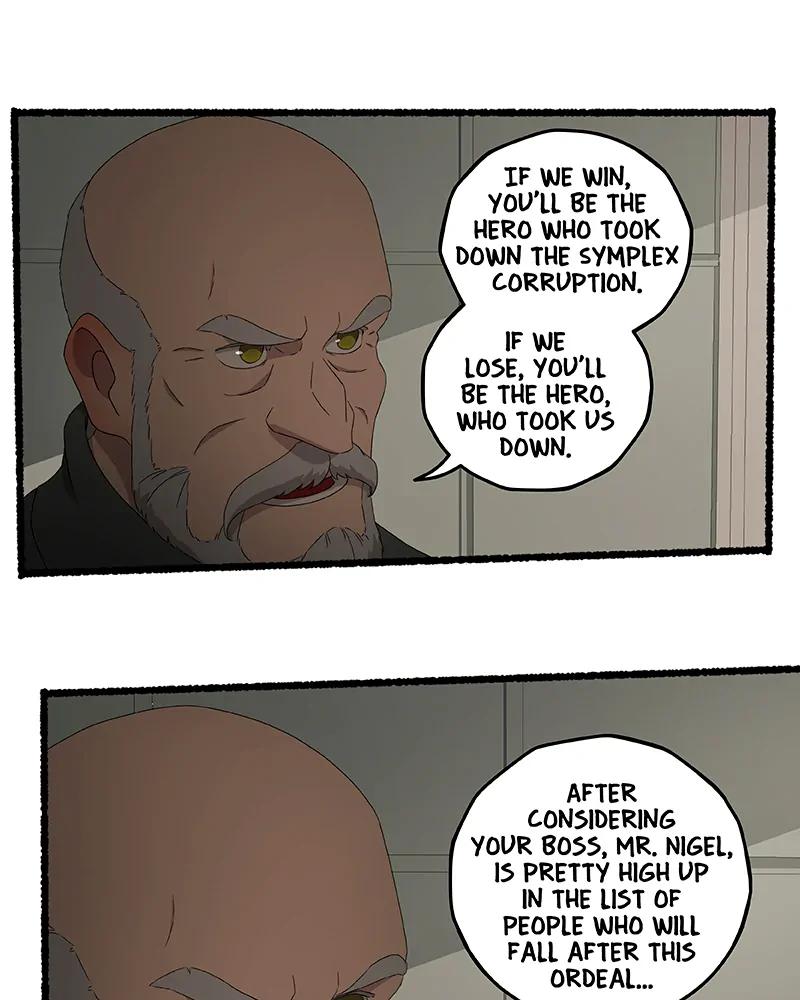 IF WE WIN,
YOU'LL BE THE
HERO WHO TOOK
DOWN THE SYMPLEX
CORRUPTION.
IF WE
LOSE, YOU'LL
BE THE HERO,
WHO TOOK US
DOWN.
AFTER
CONSIDERING
YOUR BOSS, MR. NIGEL,
IS PRETTY HIGH UP
IN THE LIST OF
PEOPLE WHO WILL
FALL AFTER THIS
ORDEAL...